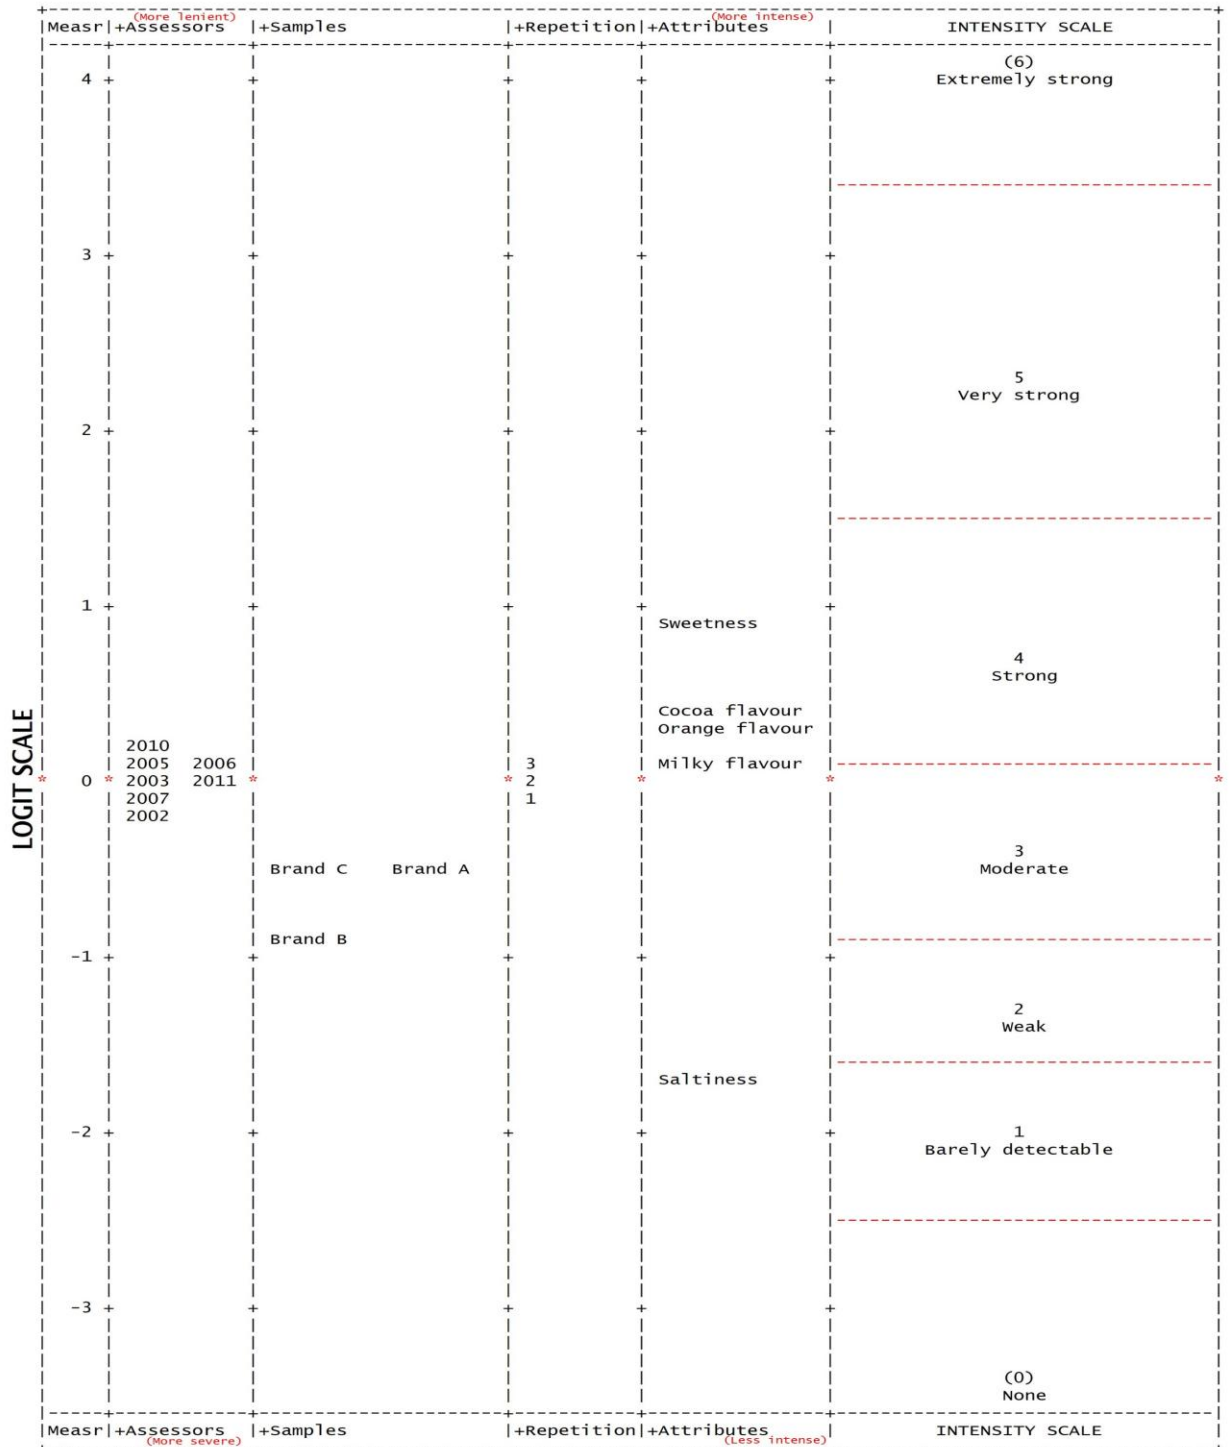 (More lenient) (More intense)
Measr|+Assessors |+Samples |+Repetition|+Attributes | INTENSITY SCALE
(6)
4 Extremely strong
3
5
Very strong
2
1
Sweetness
4
Strong
Cocoa flavour
Orange flavour
2010
2005 2006 3 Milky flavour
LOGIT SCALE
* 0 * 2003 2011 * * 2 * * *
2007 1
2002
3
Brand C Brand A Moderate
Brand B
-1
2
Weak
Saltiness
-2 1
Barely detectable
-3
(0)
None
Measr|+Assessors |+Samples |+Repetition|+Attributes | INTENSITY SCALE
(More severe) (Less intense)